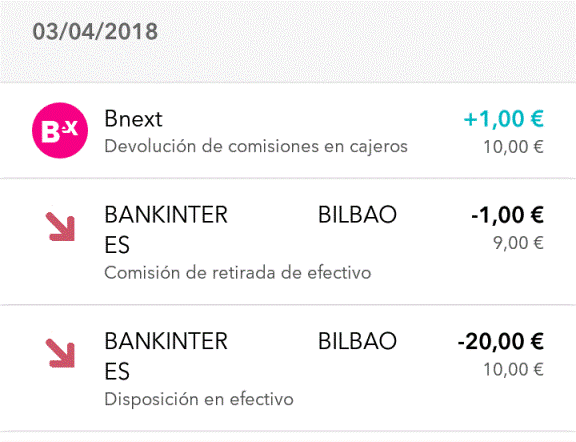 03/04/2018
B-ex
Bnext +1,00 €
Devolución de comisiones en cajeros 10,00 €
BANKINTER BILBAO -1,00 €
ES 9,00 €
Comisión de retirada de efectivo
BANKINTER BILBAO -20,00 €
ES 10,00 €
Disposición en efectivo